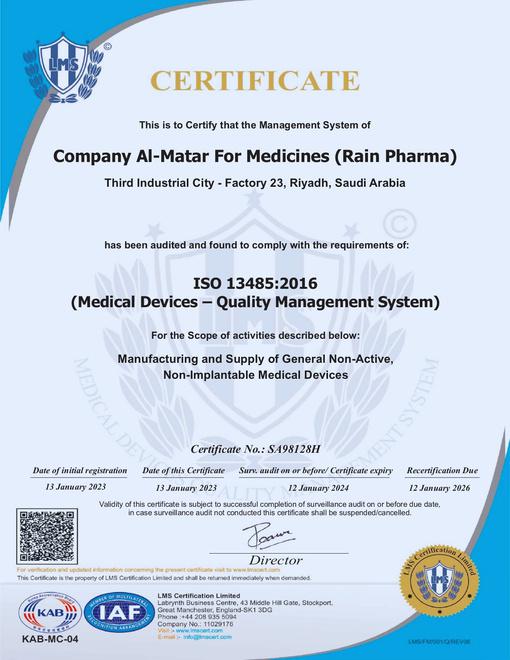 LMS
©
CERTIFICATE
This is to Certify that the Management System of
Company Al-Matar For Medicines (Rain Pharma)
Third Industrial City - Factory 23, Riyadh, Saudi Arabia
has been audited and found to comply with the requirements of:
ISO 13485:2016
(Medical Devices – Quality Management System)
For the Scope of activities described below:
Manufacturing and Supply of General Non-Active,
Non-Implantable Medical Devices
Certificate No.: SA98128H
Date of initial registration Date of this Certificate Surv. audit on or before/ Certificate expiry Recertification Due
13 January 2023 13 January 2023 12 January 2024 12 January 2026
Validity of this certificate is subject to successful completion of surveillance audit on or before due date,
in case surveillance audit not conducted this certificate shall be suspended/cancelled.
Director
For verification and updated information concerning the present certificate visit to www.lmscert.com
This Certificate is the property of LMS Certification Limited and shall be returned immediately when demanded.
LMS Certification Limited
LMS
KAB
KAB-MC-04
MEMBER OF MULTILATERAL
IAF
RECOGNITION ARRANGEMENT
LMS Certification Limited
Labrynth Business Centre, 43 Middle Hill Gate, Stockport,
Great Manchester, England-SK1 3DG
Phone :+44 208 935 5094
Company No.: 11029176
Visit :- www.lmscert.com
E-mail :- info@lmscert.com
LMS/FM/001/Q/REV06